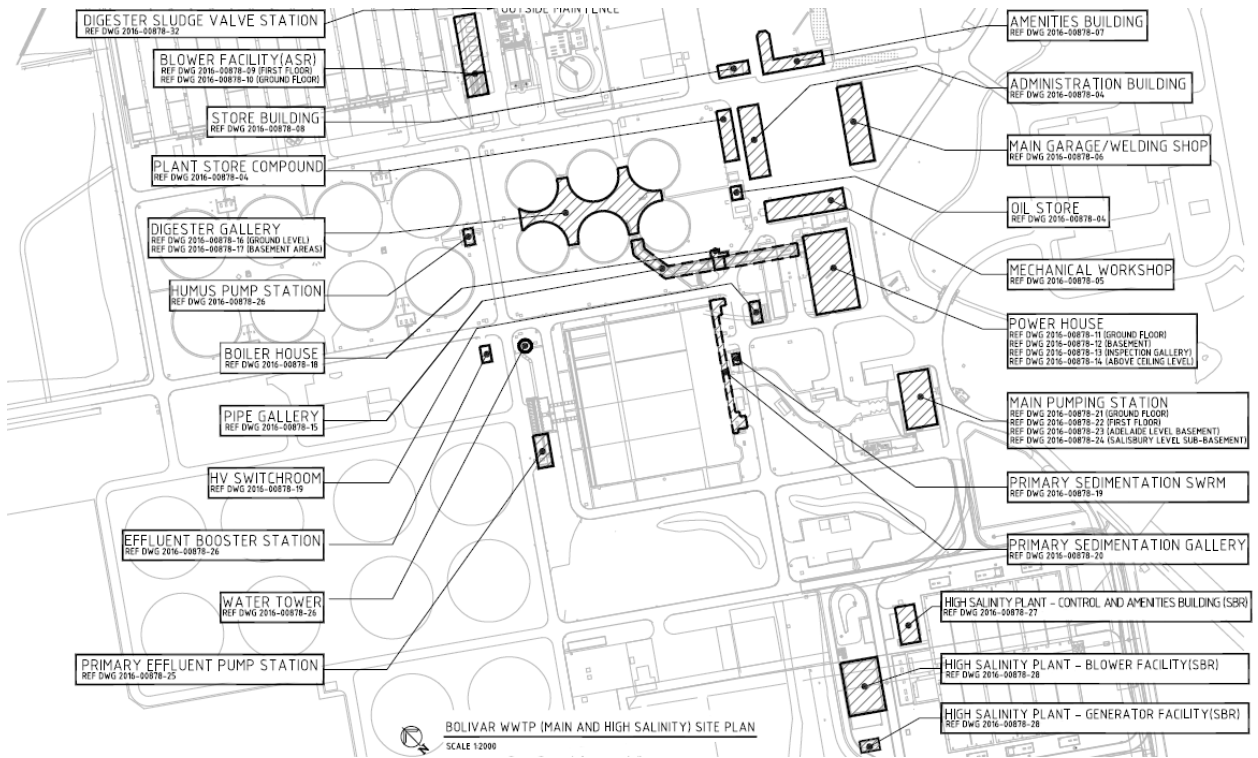 OUTSIDE MAIN FENCE
DIGESTER SLUDGE VALVE STATION
REF DWG 2016-00878-32
BLOWER FACILITY(ASR)
REF DWG 2016-00878-09 (FIRST FLOOR)
REF DWG 2016-00878-10 (GROUND FLOOR)
STORE BUILDING
REF DWG 2016-00878-08
PLANT STORE COMPOUND
REF DWG 2016-00878-04
DIGESTER GALLERY
REF DWG 2016-00878-16 (GROUND LEVEL)
REF DWG 2016-00878-17 (BASEMENT AREAS)
HUMUS PUMP STATION
REF DWG 2016-00878-26
BOILER HOUSE
REF DWG 2016-00878-18
PIPE GALLERY
REF DWG 2016-00878-15
HV SWITCHROOM
REF DWG 2016-00878-19
EFFLUENT BOOSTER STATION
REF DWG 2016-00878-26
WATER TOWER
REF DWG 2016-00878-26
PRIMARY EFFLUENT PUMP STATION
REF DWG 2016-00878-25
AMENITIES BUILDING
REF DWG 2016-00878-07
ADMINISTRATION BUILDING
REF DWG 2016-00878-04
MAIN GARAGE/WELDING SHOP
REF DWG 2016-00878-06
OIL STORE
REF DWG 2016-00878-04
MECHANICAL WORKSHOP
REF DWG 2016-00878-05
POWER HOUSE
REF DWG 2016-00878-11 (GROUND FLOOR)
REF DWG 2016-00878-12 (BASEMENT)
REF DWG 2016-00878-13 (INSPECTION GALLERY)
REF DWG 2016-00878-14 (ABOVE CEILING LEVEL)
MAIN PUMPING STATION
REF DWG 2016-00878-21 (GROUND FLOOR)
REF DWG 2016-00878-22 (FIRST FLOOR)
REF DWG 2016-00878-23 (ADELAIDE LEVEL BASEMENT)
REF DWG 2016-00878-24 (SALISBURY LEVEL SUB-BASEMENT)
PRIMARY SEDIMENTATION SWRM
REF DWG 2016-00878-19
PRIMARY SEDIMENTATION GALLERY
REF DWG 2016-00878-20
HIGH SALINITY PLANT - CONTROL AND AMENITIES BUILDING (SBR)
REF DWG 2016-00878-27
HIGH SALINITY PLANT - BLOWER FACILITY(SBR)
REF DWG 2016-00878-28
HIGH SALINITY PLANT - GENERATOR FACILITY(SBR)
REF DWG 2016-00878-28
N
BOLIVAR WWTP (MAIN AND HIGH SALINITY) SITE PLAN
SCALE 1:2000